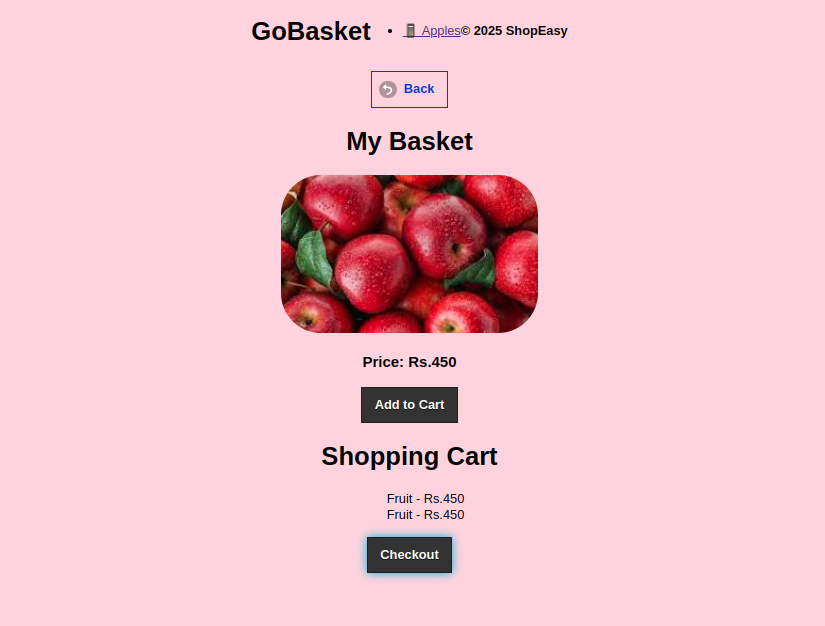 GoBasket
• Apples© 2025 ShopEasy
Back
My Basket
Price: Rs.450
Add to Cart
Shopping Cart
Fruit - Rs.450
Fruit - Rs.450
Checkout